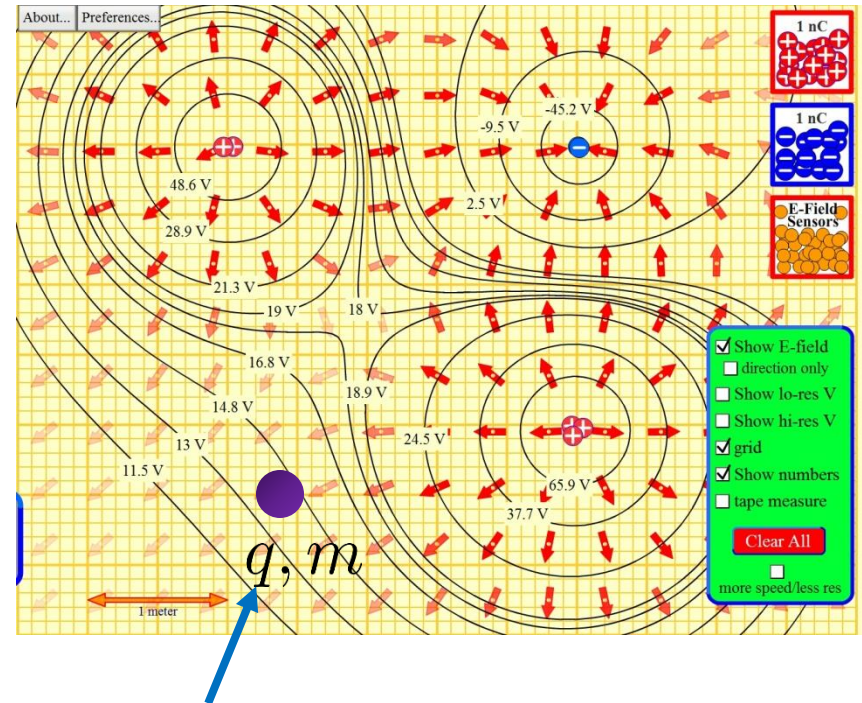 About...
Preferences...
1 nC
1 nC
E-Field
Sensors
-45.2 V
-9.5 V
2.5 V
48.6 V
28.9 V
21.3 V
19 V
18 V
16.8 V
18.9 V
14.8 V
13 V
11.5 V
24.5 V
65.9 V
37.7 V
Show E-field
direction only
Show lo-res V
Show hi-res V
grid
Show numbers
tape measure
Clear All
more speed/less res
q, m
1 meter